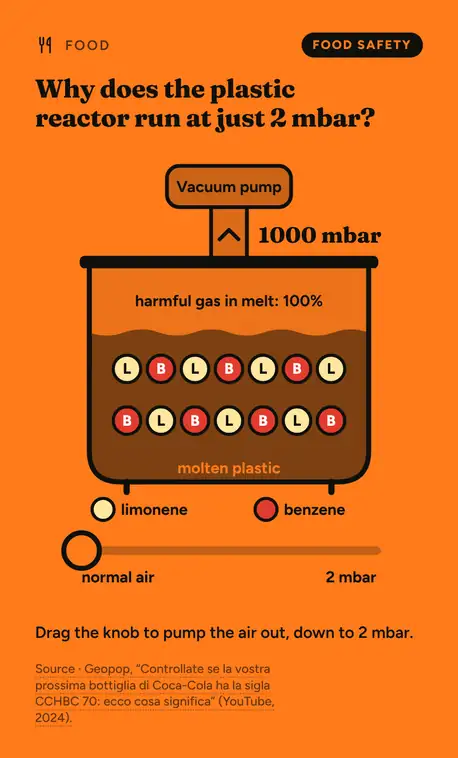 FOOD
FOOD SAFETY
Why does the plastic
reactor run at just 2 mbar?
Vacuum pump
1000 mbar
harmful gas in melt: 100%
L B L B L B L
B L B L B L B
molten plastic
limonene benzene
normal air 2 mbar
Drag the knob to pump the air out, down to 2 mbar.
Source · Geopop, “Controllate se la vostra
prossima bottiglia di Coca-Cola ha la sigla
CCHBC 70: ecco cosa significa” (YouTube,
2024).